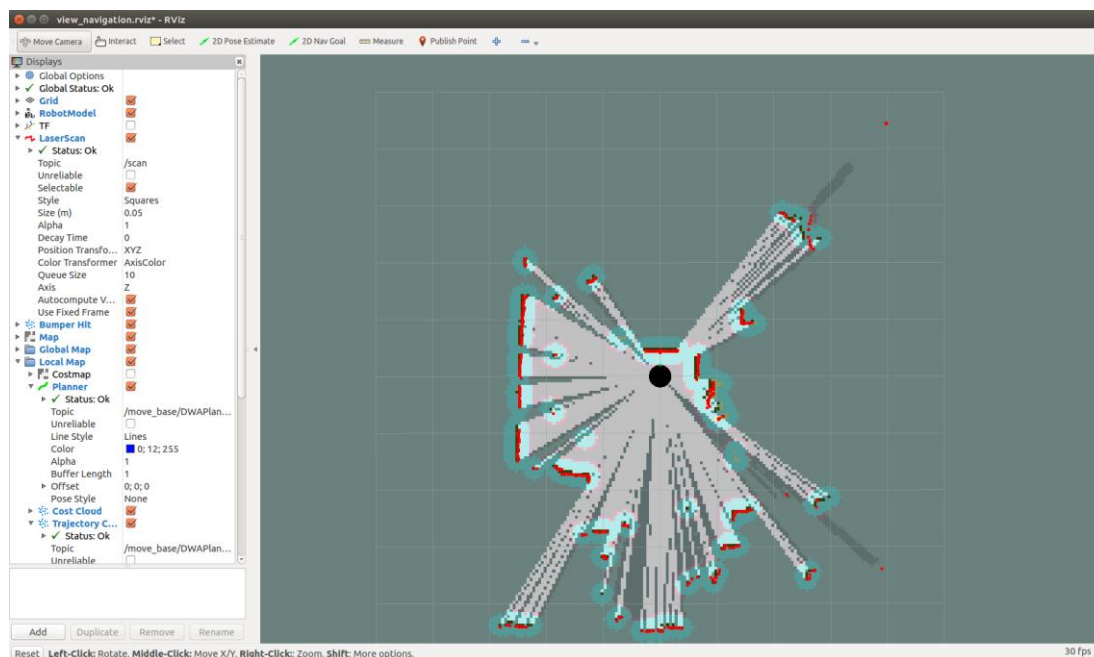 view_navigation.rviz* - RViz
Move Camera Interact Select 2D Pose Estimate 2D Nav Goal Measure Publish Point
Displays
Global Options
Global Status: Ok
Grid
RobotModel
TF
LaserScan
Status: Ok
Topic /scan
Unreliable
Selectable
Style Squares
Size (m) 0.05
Alpha 1
Decay Time 0
Position Transfo... XYZ
Color Transformer AxisColor
Queue Size 10
Axis Z
Autocompute V...
Use Fixed Frame
Bumper Hit
Map
Global Map
Local Map
Costmap
Planner
Status: Ok
Topic /move_base/DWAPlan...
Unreliable
Line Style Lines
Color 0; 12; 255
Alpha 1
Buffer Length 1
Offset 0; 0; 0
Pose Style None
Cost Cloud
Trajectory C...
Status: Ok
Topic /move_base/DWAPlan...
Unreliable
Add Duplicate Remove Rename
Reset Left-Click: Rotate. Middle-Click: Move X/Y. Right-Click:: Zoom. Shift: More options. 30 fps